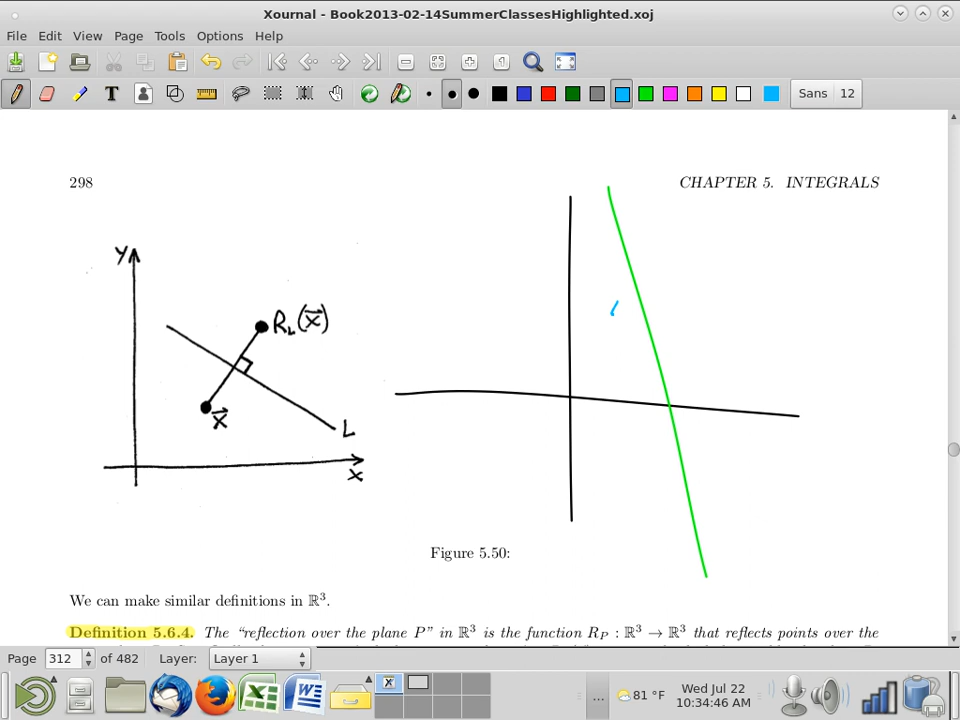 Xournal - Book2013-02-14SummerClassesHighlighted.xoj
File Edit View Page Tools Options Help
T Sans 12
298 CHAPTER 5. INTEGRALS
Y
R_L(x⃗)
x⃗
L
X
Figure 5.50:
We can make similar definitions in ℝ³.
Definition 5.6.4. The “reflection over the plane P” in ℝ³ is the function R_P : ℝ³ → ℝ³ that reflects points over the
Page 312 of 482 Layer: Layer 1
... 81 °F Wed Jul 22
10:34:46 AM